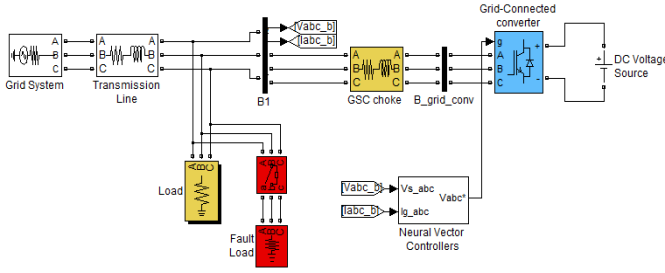 Grid-Connected
converter
[Vabc_b]
[Iabc_b]
g
A
B
C
A
B
C
A
B
C
A
B
C
A
B
C
A
B
C
+
-
+
DC Voltage
Source
Grid System
Transmission
Line
B1
GSC choke
B_grid_conv
A
B
C
A
B
C
a
b
c
Load
[Vabc_b]
[Iabc_b]
Vs_abc
Ig_abc
Vabc*
Neural Vector
Controllers
A
B
C
Fault
Load